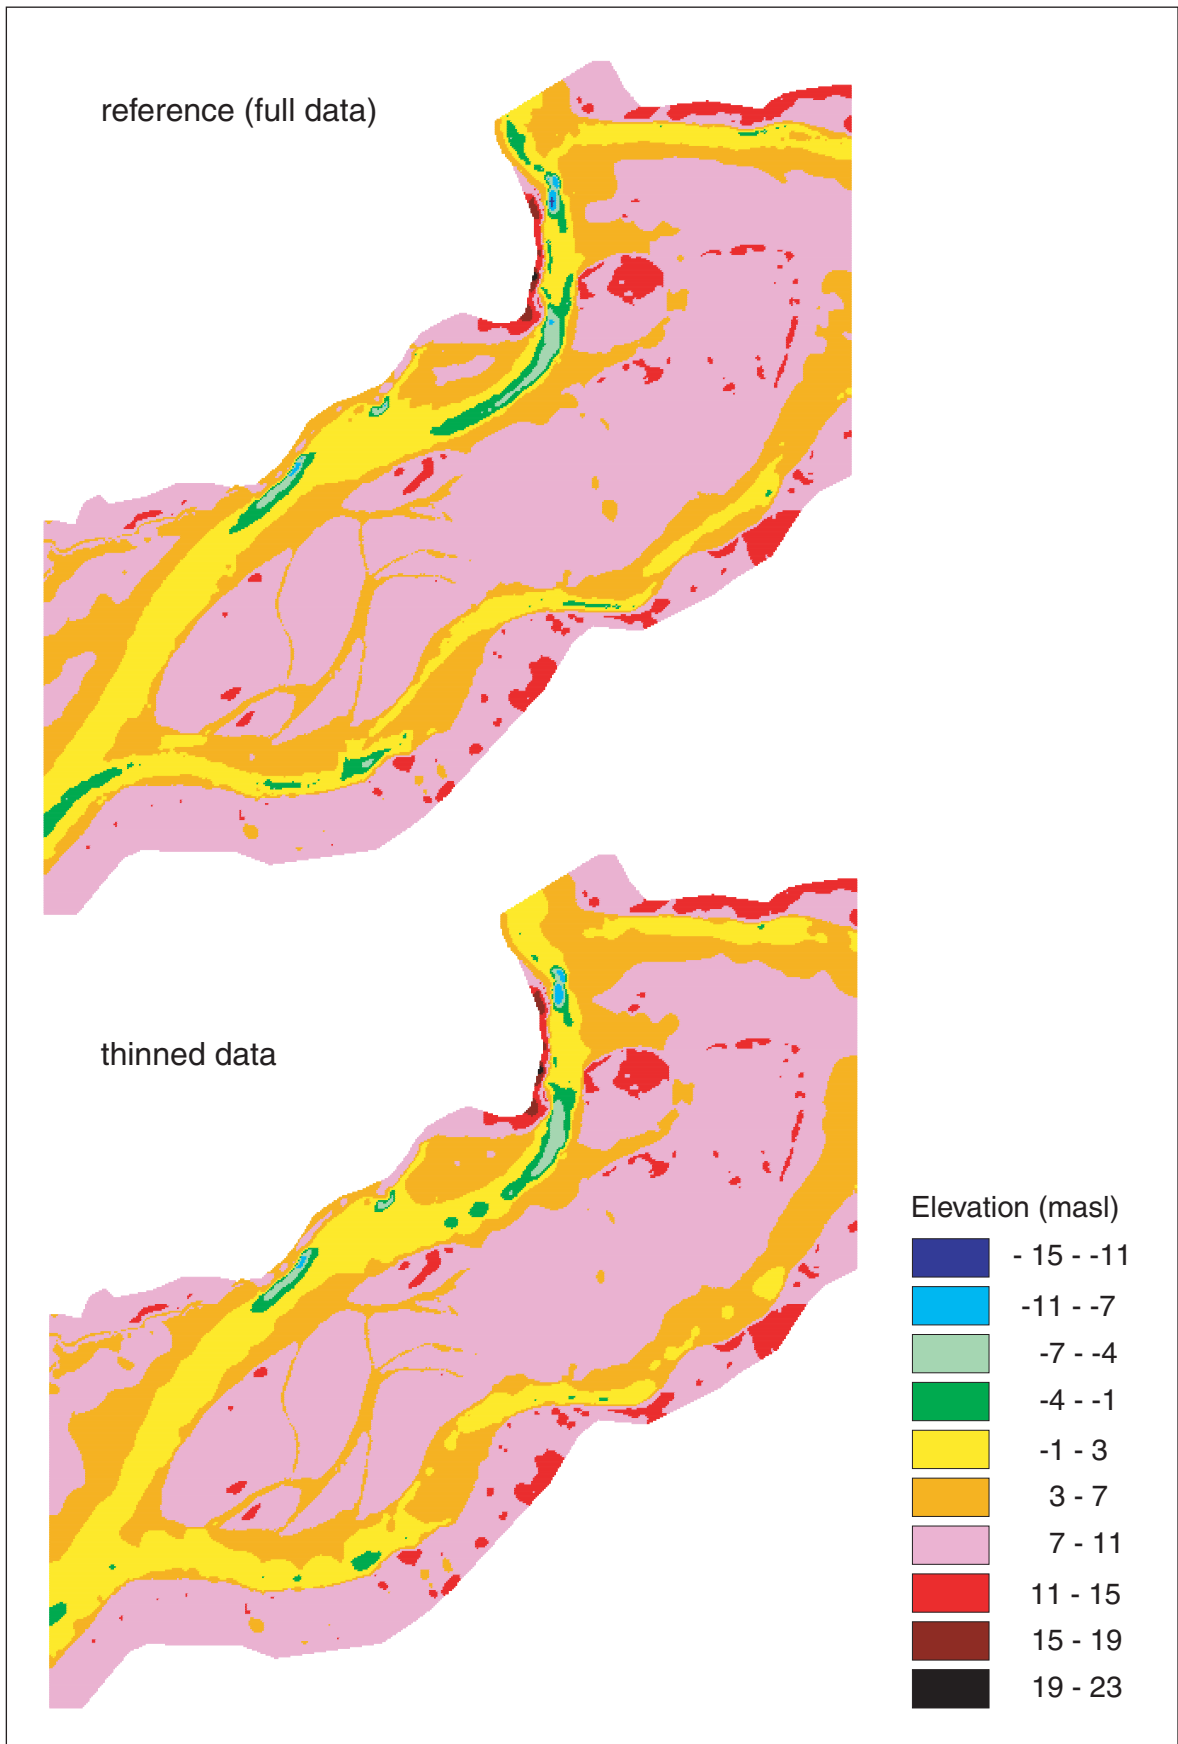 reference (full data)
thinned data
Elevation (masl)
- 15 - -11
-11 - -7
-7 - -4
-4 - -1
-1 - 3
3 - 7
7 - 11
11 - 15
15 - 19
19 - 23